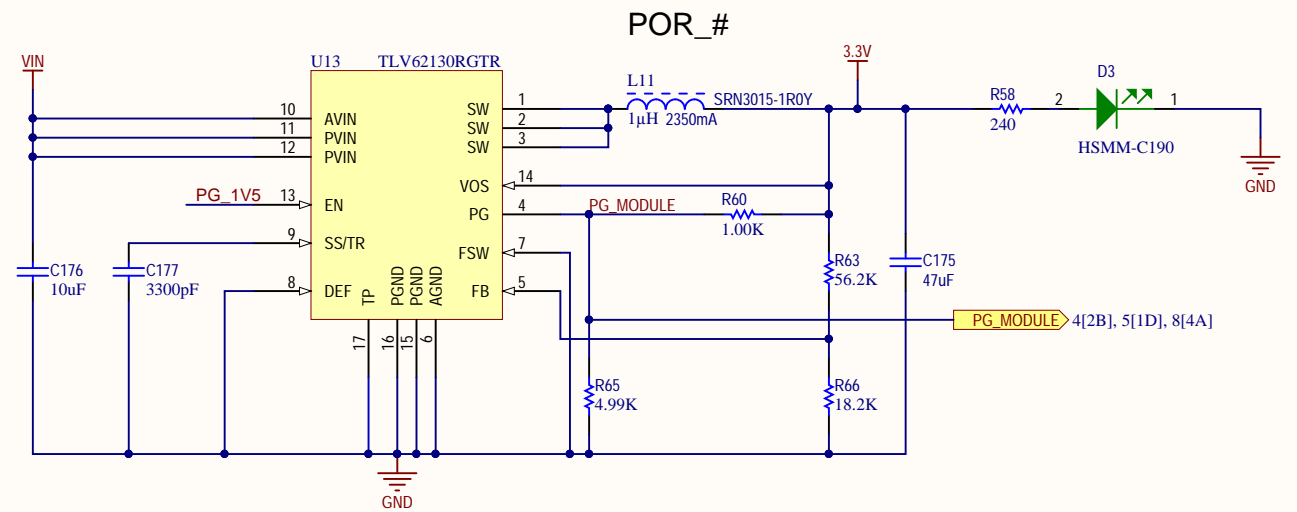 POR_#
VIN
U13 TLV62130RGTR
3.3V
L11
SRN3015-1R0Y
1µH 2350mA
D3
R58
240
2
1
HSMM-C190
GND
10 AVIN
11 PVIN
12 PVIN
PG_1V5 13 EN
9 SS/TR
8 DEF
SW 1
SW 2
SW 3
VOS 14
PG 4
FSW 7
FB 5
PG_MODULE
R60
1.00K
C176
10uF
C177
3300pF
TP
PGND
PGND
AGND
17
16
15
6
R63
56.2K
C175
47uF
PG_MODULE 4[2B], 5[1D], 8[4A]
R65
4.99K
R66
18.2K
GND